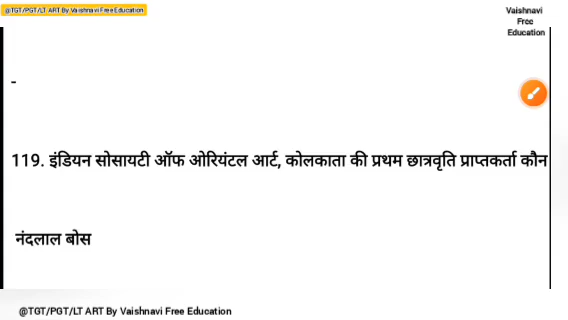 @TGT/PGT/LT ART By Vaishnavi Free Education
Vaishnavi
Free
Education
-
119. इंडियन सोसायटी ऑफ ओरियंटल आर्ट, कोलकाता की प्रथम छात्रवृति प्राप्तकर्ता कौन
नंदलाल बोस
@TGT/PGT/LT ART By Vaishnavi Free Education